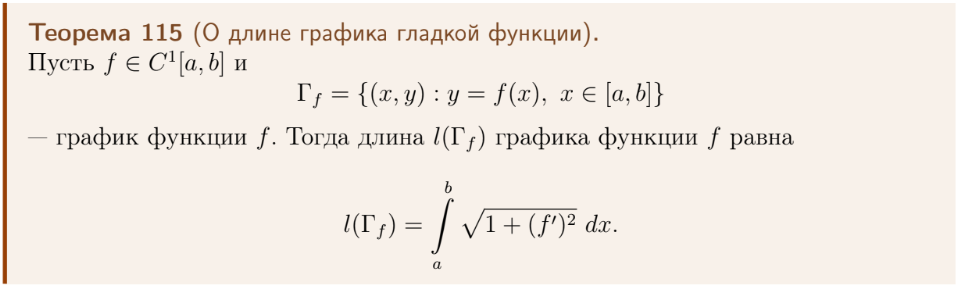 Теорема 115 (О длине графика гладкой функции).
Пусть $f \in C^1[a, b]$ и
$\Gamma_f = \{(x, y) : y = f(x), \ x \in [a, b]\}$
— график функции $f$. Тогда длина $l(\Gamma_f)$ графика функции $f$ равна
$l(\Gamma_f) = \int\limits_a^b \sqrt{1 + (f')^2} \ dx.$